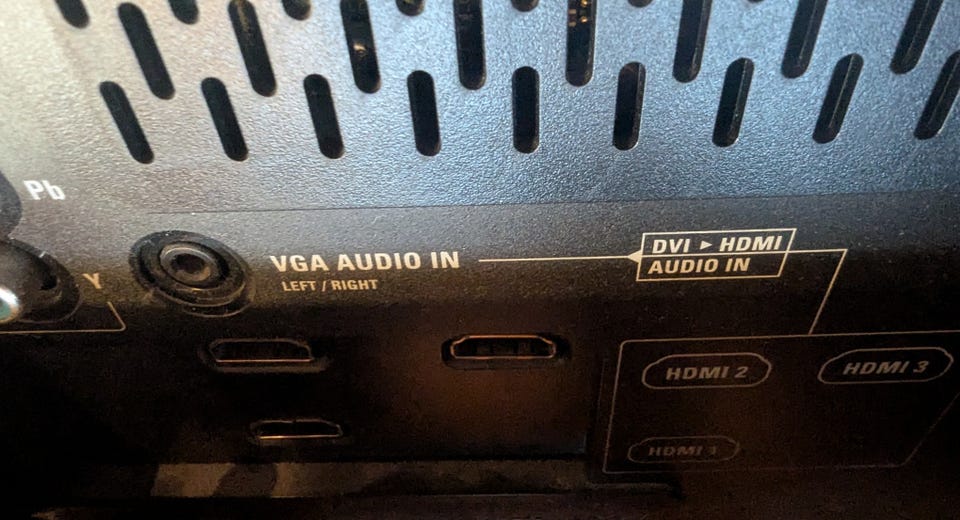 Pb
Y
VGA AUDIO IN
LEFT / RIGHT
DVI ▸ HDMI
AUDIO IN
HDMI 2
HDMI 3
HDMI 1